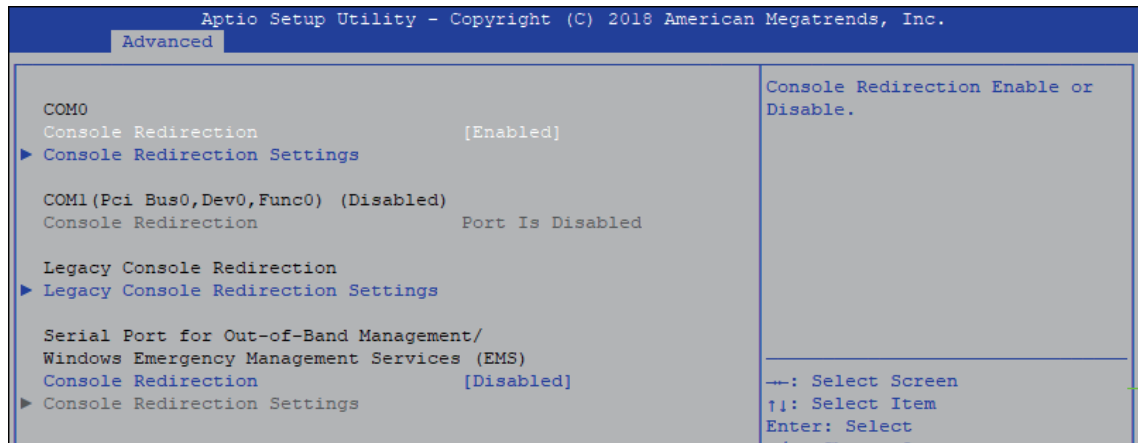 Aptio Setup Utility - Copyright (C) 2018 American Megatrends, Inc.
Advanced
COM0
Console Redirection [Enabled]
► Console Redirection Settings
COM1(Pci Bus0,Dev0,Func0) (Disabled)
Console Redirection Port Is Disabled
Legacy Console Redirection
► Legacy Console Redirection Settings
Serial Port for Out-of-Band Management/
Windows Emergency Management Services (EMS)
Console Redirection [Disabled]
► Console Redirection Settings
Console Redirection Enable or
Disable.
→←: Select Screen
↑↓: Select Item
Enter: Select